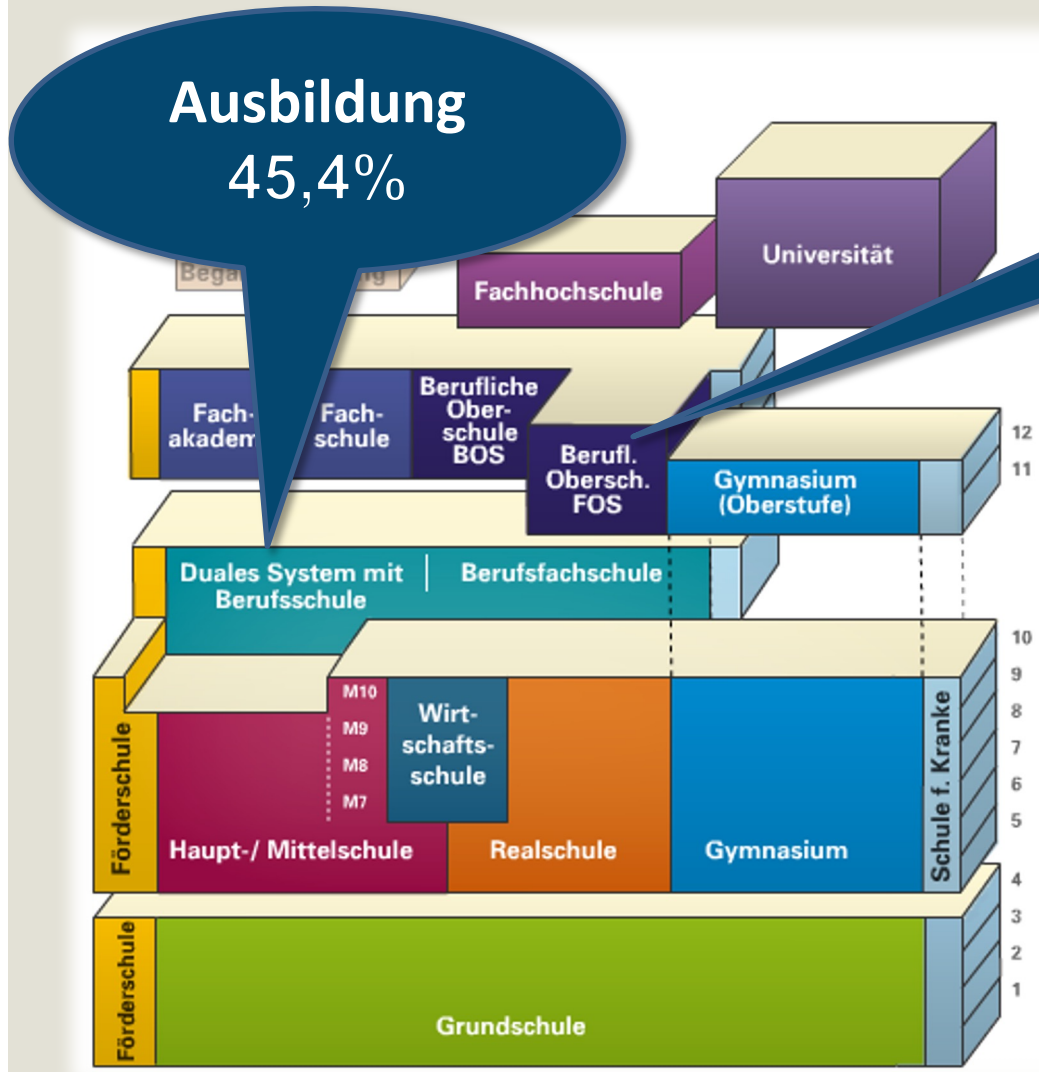 Ausbildung
45,4%
Universität
Fachhochschule
Berufliche
Ober-
schule
BOS
Fach-
schule
Fach-
Berufl.
Obersch.
FOS
Gymnasium
(Oberstufe)
12
11
Duales System mit
Berufsschule
Berufsfachschule
10
9
8
7
6
5
4
3
2
1
M10
M9
M8
M7
Wirt-
schafts-
schule
Förderschule
Haupt-/ Mittelschule
Realschule
Gymnasium
Schule f. Kranke
Förderschule
Grundschule